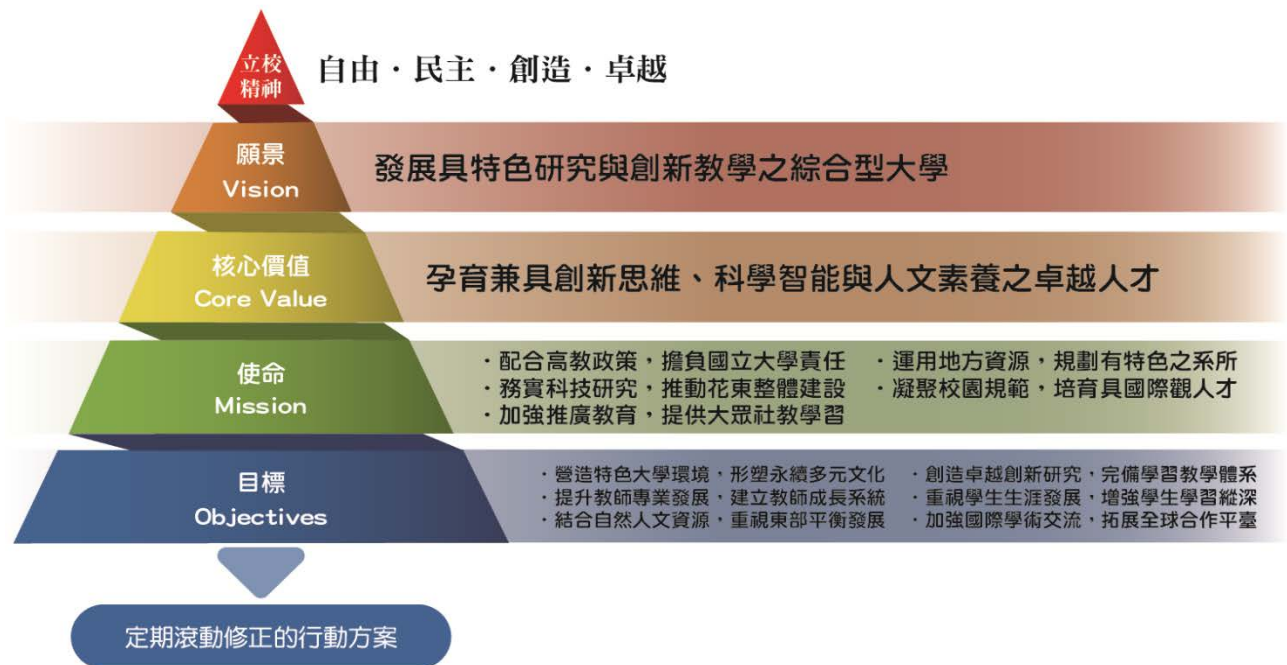 立校
精神
自由・民主・創造・卓越
願景
Vision
發展具特色研究與創新教學之綜合型大學
核心價值
Core Value
孕育兼具創新思維、科學智能與人文素養之卓越人才
使命
Mission
・配合高教政策，擔負國立大學責任
・務實科技研究，推動花東整體建設
・加強推廣教育，提供大眾社教學習
・運用地方資源，規劃有特色之系所
・凝聚校園規範，培育具國際觀人才
目標
Objectives
・營造特色大學環境，形塑永續多元文化
・提升教師專業發展，建立教師成長系統
・結合自然人文資源，重視東部平衡發展
・創造卓越創新研究，完備學習教學體系
・重視學生生涯發展，增強學生學習縱深
・加強國際學術交流，拓展全球合作平臺
定期滾動修正的行動方案